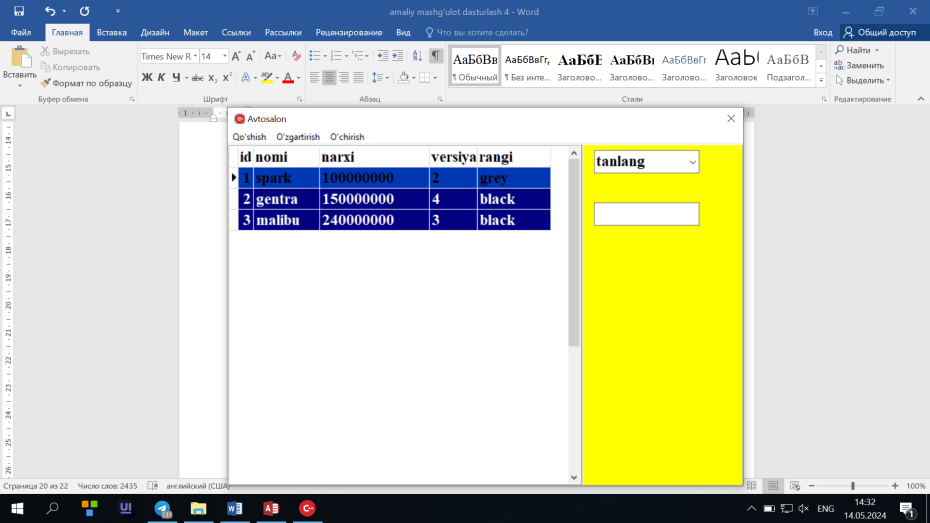 amaliy mashg'ulot dasturlash 4 - Word
Файл Главная Вставка Дизайн Макет Ссылки Рассылки Рецензирование Вид Что вы хотите сделать? Вход Общий доступ
Вставить
Вырезать
Копировать
Формат по образцу
Буфер обмена
Times New R 14
Шрифт
Абзац
АаБбВв АаБбВвГг, АаБбЕ АаБбВı АаБбВвГг АаБб АаБбВ
¶ Обычный ¶ Без инте... Заголово... Заголово... Заголово... Заголовок Подзагол...
Стили
Найти
Заменить
Выделить
Редактирование
Avtosalon
Qo'shish O'zgartirish O'chirish
id nomi narxi versiya rangi
1 spark 100000000 2 grey
2 gentra 150000000 4 black
3 malibu 240000000 3 black
tanlang
Страница 20 из 22 Число слов: 2435 английский (США)
100%
UI
ENG
14:32
14.05.2024